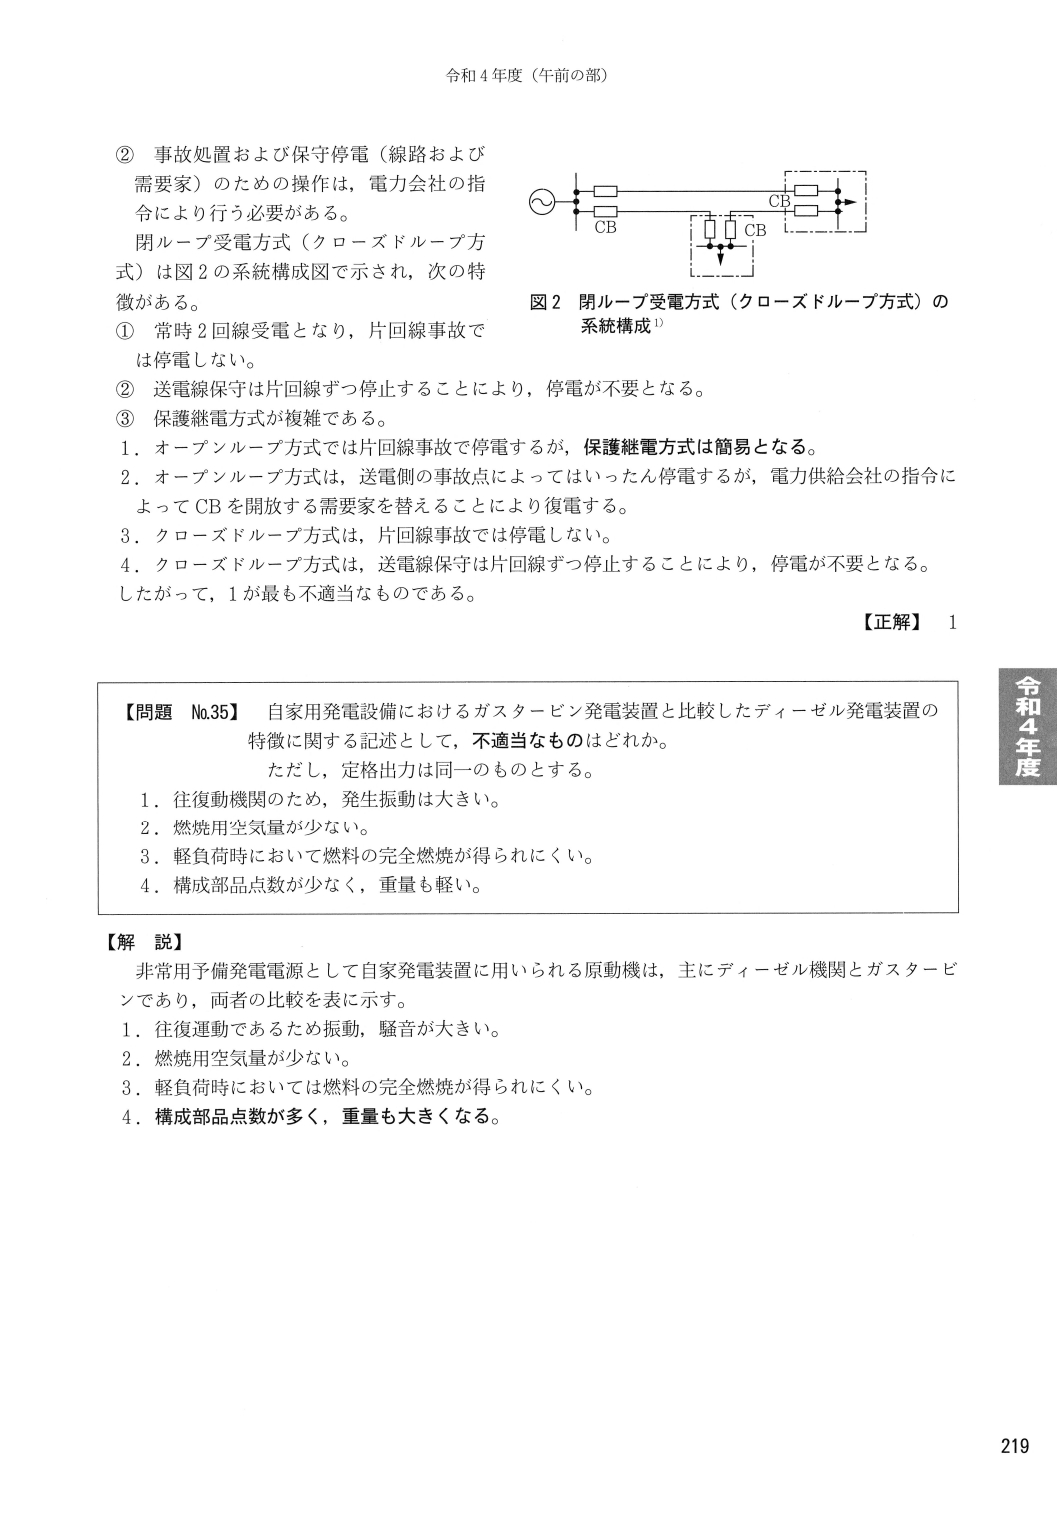 令和4年度（午前の部）
②　事故処置および保守停電（線路および
需要家）のための操作は，電力会社の指
令により行う必要がある。
閉ループ受電方式（クローズドループ方
式）は図2の系統構成図で示され，次の特
徴がある。
①　常時2回線受電となり，片回線事故で
は停電しない。
CB
CB
CB
図2　閉ループ受電方式（クローズドループ方式）の
系統構成1)
②　送電線保守は片回線ずつ停止することにより，停電が不要となる。
③　保護継電方式が複雑である。
1．オープンループ方式では片回線事故で停電するが，保護継電方式は簡易となる。
2．オープンループ方式は，送電側の事故点によってはいったん停電するが，電力供給会社の指令に
よってCBを開放する需要家を替えることにより復電する。
3．クローズドループ方式は，片回線事故では停電しない。
4．クローズドループ方式は，送電線保守は片回線ずつ停止することにより，停電が不要となる。
したがって，1が最も不適当なものである。
【正解】　1
【問題　No.35】　自家用発電設備におけるガスタービン発電装置と比較したディーゼル発電装置の
特徴に関する記述として，不適当なものはどれか。
ただし，定格出力は同一のものとする。
1．往復動機関のため，発生振動は大きい。
2．燃焼用空気量が少ない。
3．軽負荷時において燃料の完全燃焼が得られにくい。
4．構成部品点数が少なく，重量も軽い。
令和4年度
【解　説】
非常用予備発電電源として自家発電装置に用いられる原動機は，主にディーゼル機関とガスタービ
ンであり，両者の比較を表に示す。
1．往復運動であるため振動，騒音が大きい。
2．燃焼用空気量が少ない。
3．軽負荷時においては燃料の完全燃焼が得られにくい。
4．構成部品点数が多く，重量も大きくなる。
219